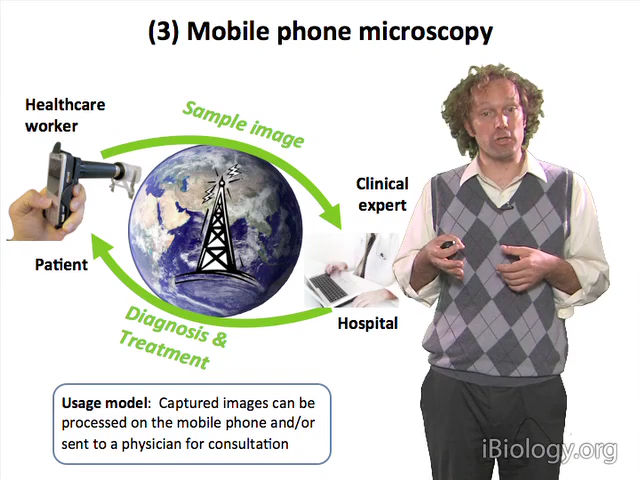 (3) Mobile phone microscopy
Healthcare
worker
Sample image
Clinical
expert
Patient
Hospital
Diagnosis &
Treatment
Usage model:  Captured images can be
processed on the mobile phone and/or
sent to a physician for consultation
iBiology.org